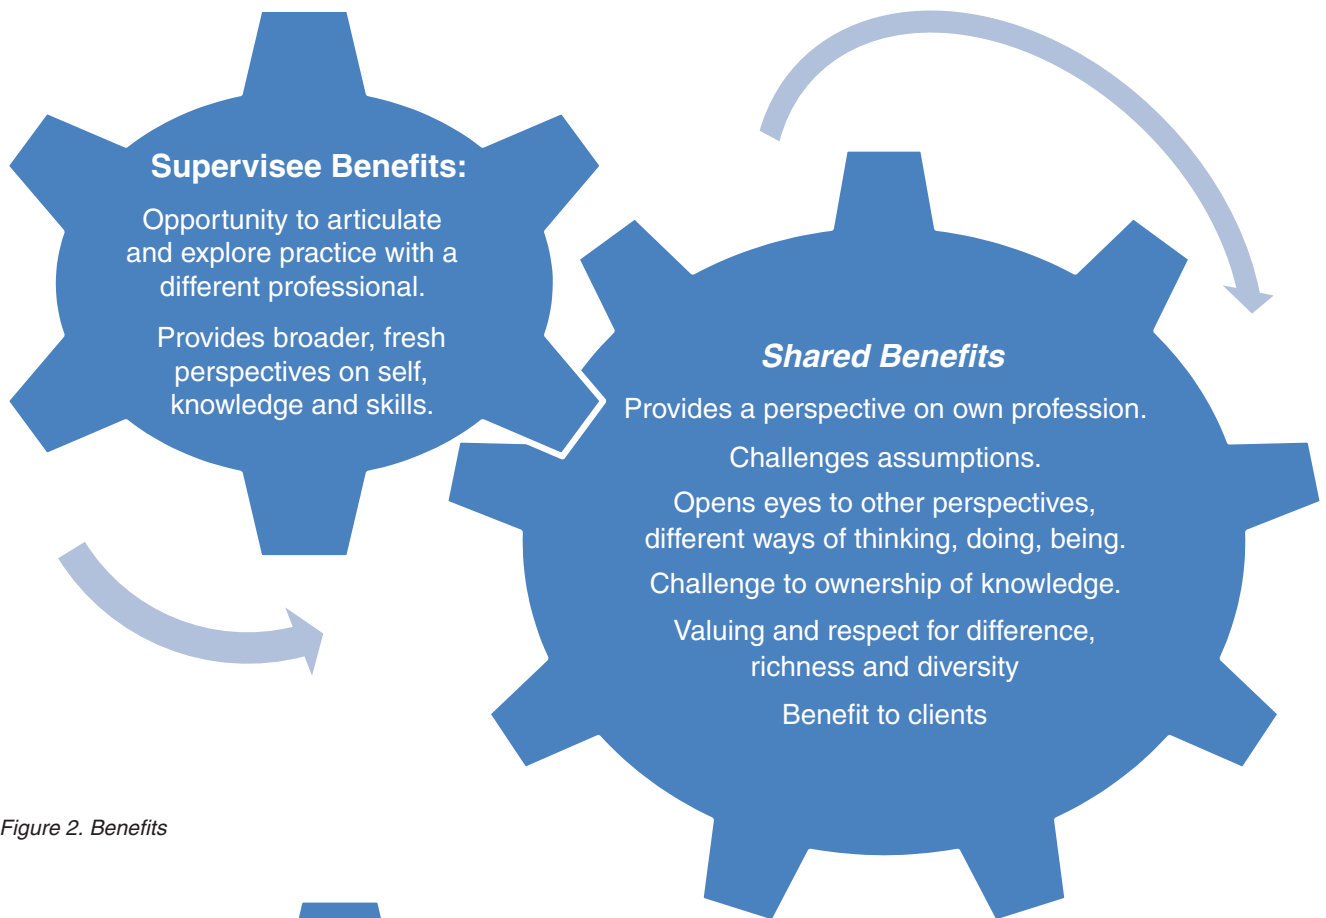 Supervisee Benefits:
Opportunity to articulate
and explore practice with a
different professional.
Provides broader, fresh
perspectives on self,
knowledge and skills.
Shared Benefits
Provides a perspective on own profession.
Challenges assumptions.
Opens eyes to other perspectives,
different ways of thinking, doing, being.
Challenge to ownership of knowledge.
Valuing and respect for difference,
richness and diversity
Benefit to clients
Figure 2. Benefits